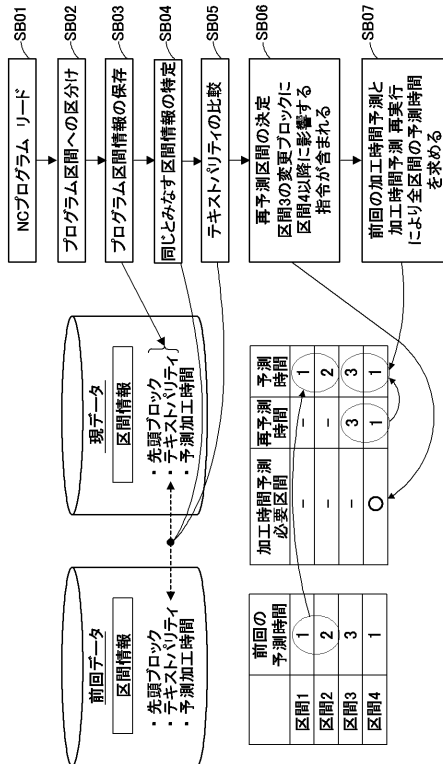 SB01
NCプログラム リード
SB02
プログラム区間への区分け
SB03
プログラム区間情報の保存
SB04
同じとみなす区間情報の特定
SB05
テキストパリティの比較
SB06
再予測区間の決定
区間3の変更ブロックに
区間4以降に影響する
指令が含まれる
SB07
前回の加工時間予測と
加工時間予測 再実行
により全区間の予測時間
を求める
前回データ
区間情報
・先頭ブロック
・テキストパリティ
・予測加工時間
現データ
区間情報
・先頭ブロック
・テキストパリティ
・予測加工時間
前回の
予測時間
区間1 1
区間2 2
区間3 3
区間4 1
加工時間予測
必要区間
再予測
時間
予測
時間
- - 1
- - 2
- 3 3
○ 1 1